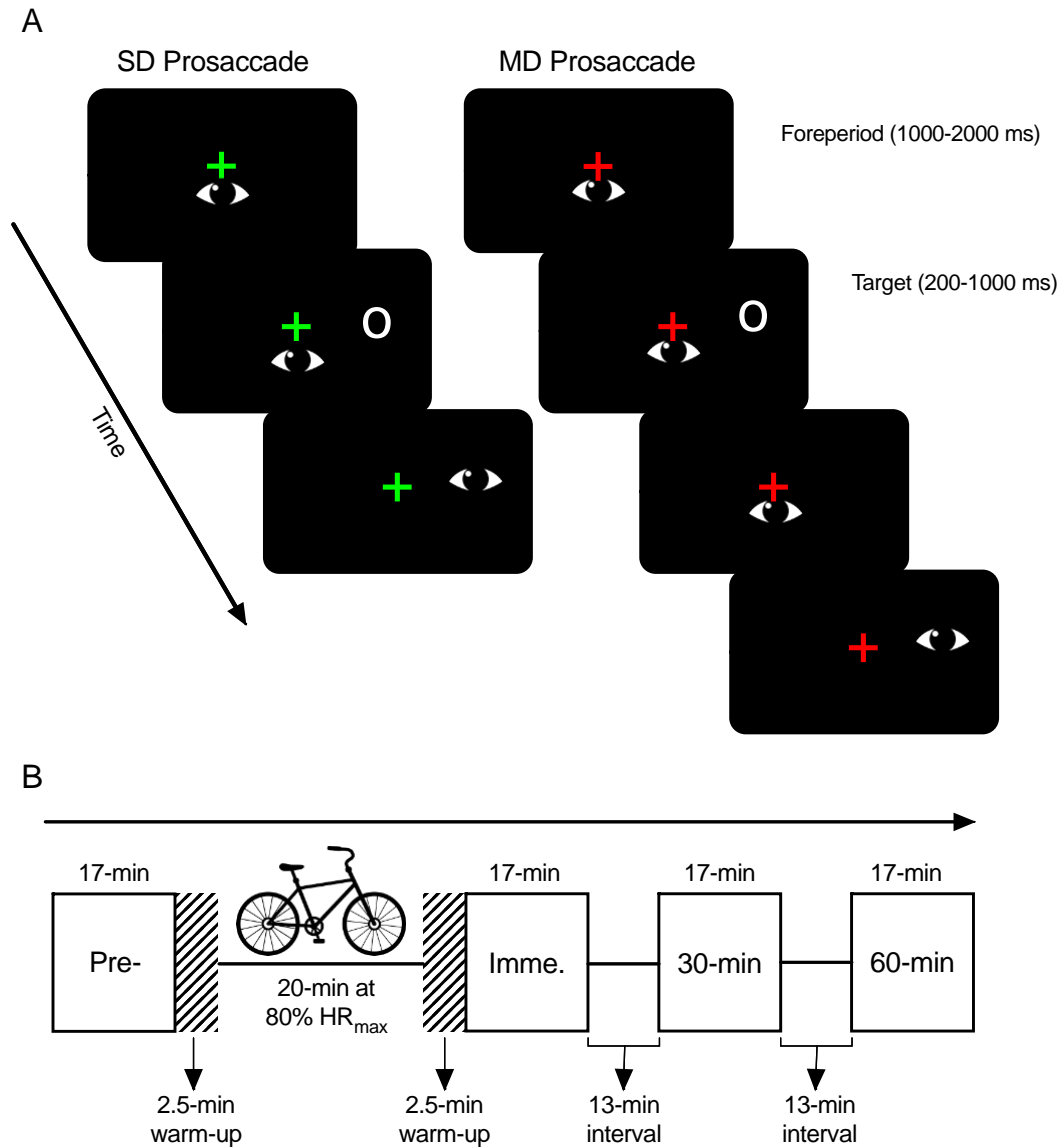 A
SD Prosaccade
MD Prosaccade
Foreperiod (1000-2000 ms)
O
O
Target (200-1000 ms)
Time
B
17-min
17-min
17-min
17-min
Pre-
20-min at
80% HRmax
Imme.
30-min
60-min
2.5-min
warm-up
2.5-min
warm-up
13-min
interval
13-min
interval